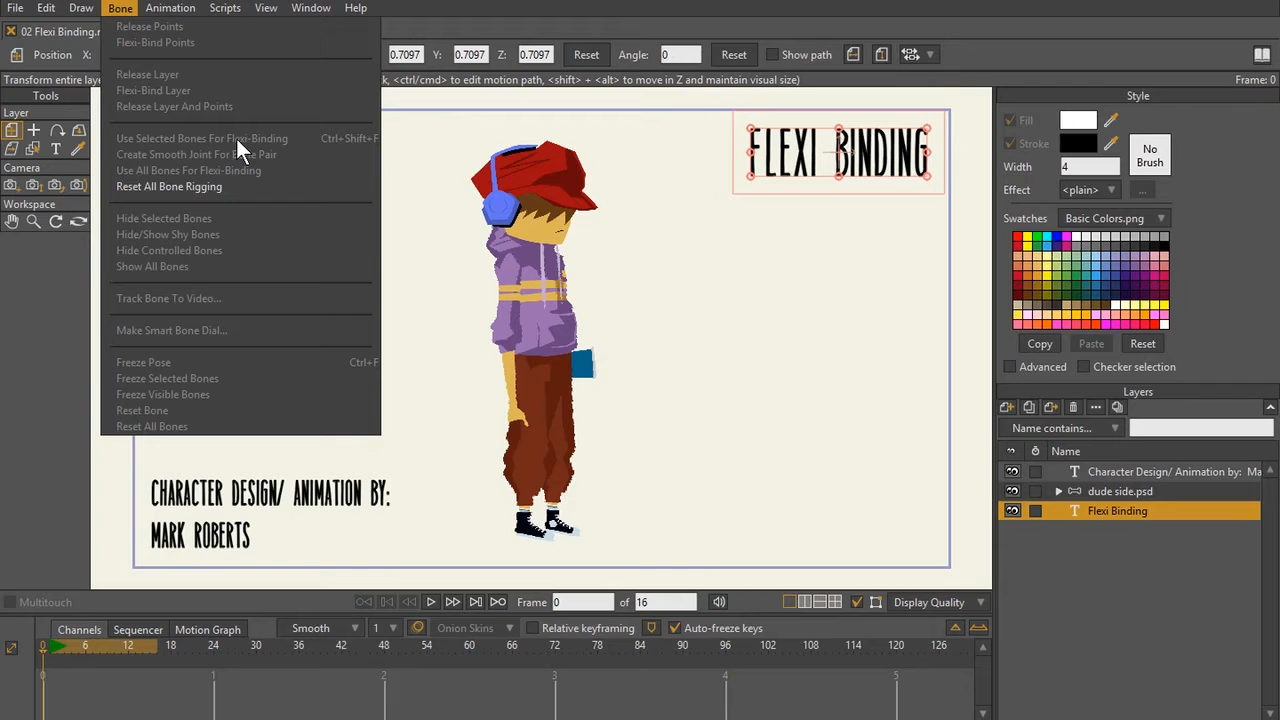 File Edit Draw Bone Animation Scripts View Window Help
02 Flexi Binding.
Position X: 0.7097 Y: 0.7097 Z: 0.7097 Reset Angle: 0 Reset Show path
Transform entire lay
k, <ctrl/cmd> to edit motion path, <shift> + <alt> to move in Z and maintain visual size)
Frame: 0
Tools
Layer
Camera
Workspace
Release Points
Flexi-Bind Points
Release Layer
Flexi-Bind Layer
Release Layer And Points
Use Selected Bones For Flexi-Binding Ctrl+Shift+F
Create Smooth Joint For Bone Pair
Use All Bones For Flexi-Binding
Reset All Bone Rigging
Hide Selected Bones
Hide/Show Shy Bones
Hide Controlled Bones
Show All Bones
Track Bone To Video...
Make Smart Bone Dial...
Freeze Pose Ctrl+F
Freeze Selected Bones
Freeze Visible Bones
Reset Bone
Reset All Bones
FLEXI BINDING
CHARACTER DESIGN/ ANIMATION BY:
MARK ROBERTS
Style
Fill
Stroke
Width 4
No
Brush
Effect <plain> ...
Swatches Basic Colors.png
Copy Paste Reset
Advanced Checker selection
Layers
Name contains...
Name
T Character Design/ Animation by: Ma
dude side.psd
T Flexi Binding
Multitouch
Frame 0 of 16
Display Quality
Channels Sequencer Motion Graph Smooth 1 Onion Skins Relative keyframing Auto-freeze keys
0 6 12 18 24 30 36 42 48 54 60 66 72 78 84 90 96 102 108 114 120 126
0 1 2 3 4 5